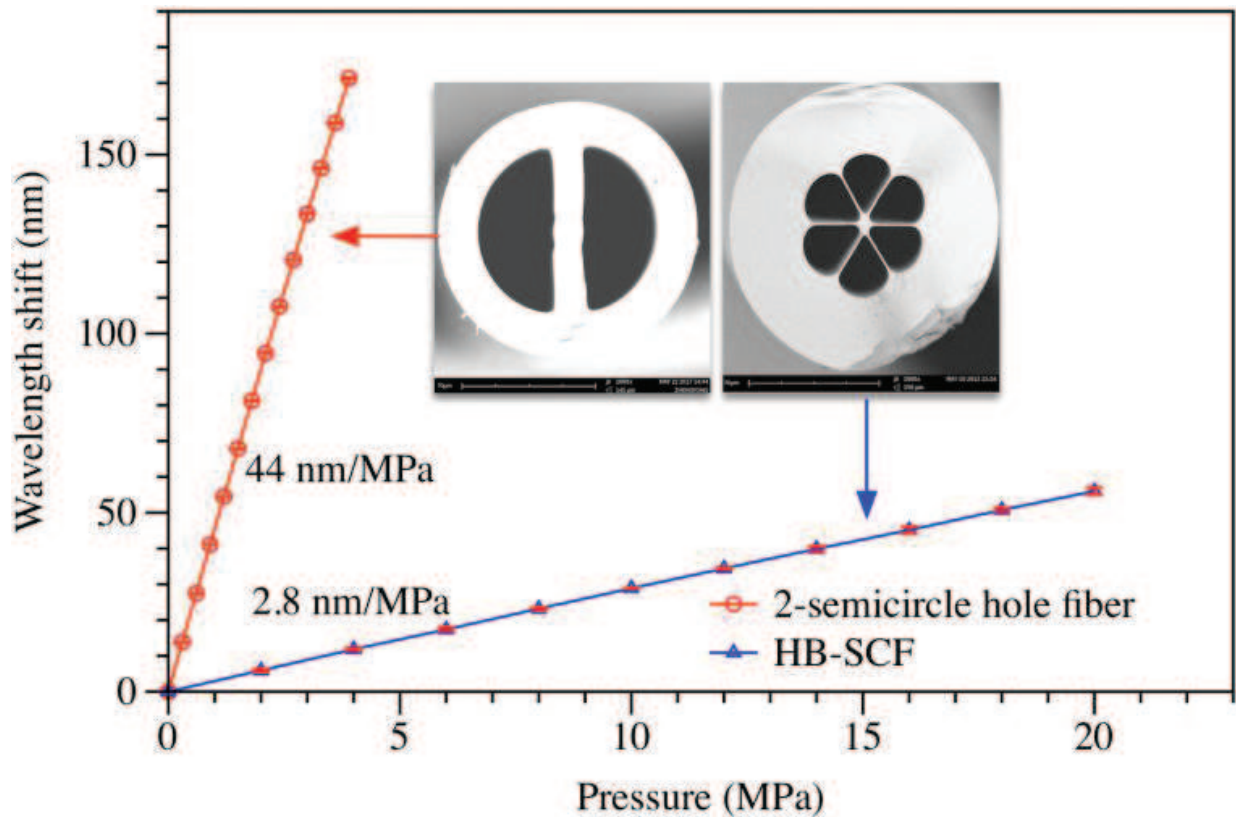 Wavelength shift (nm)
150
100
50
0
44 nm/MPa
2.8 nm/MPa
2-semicircle hole fiber
HB-SCF
0
5
10
15
20
Pressure (MPa)